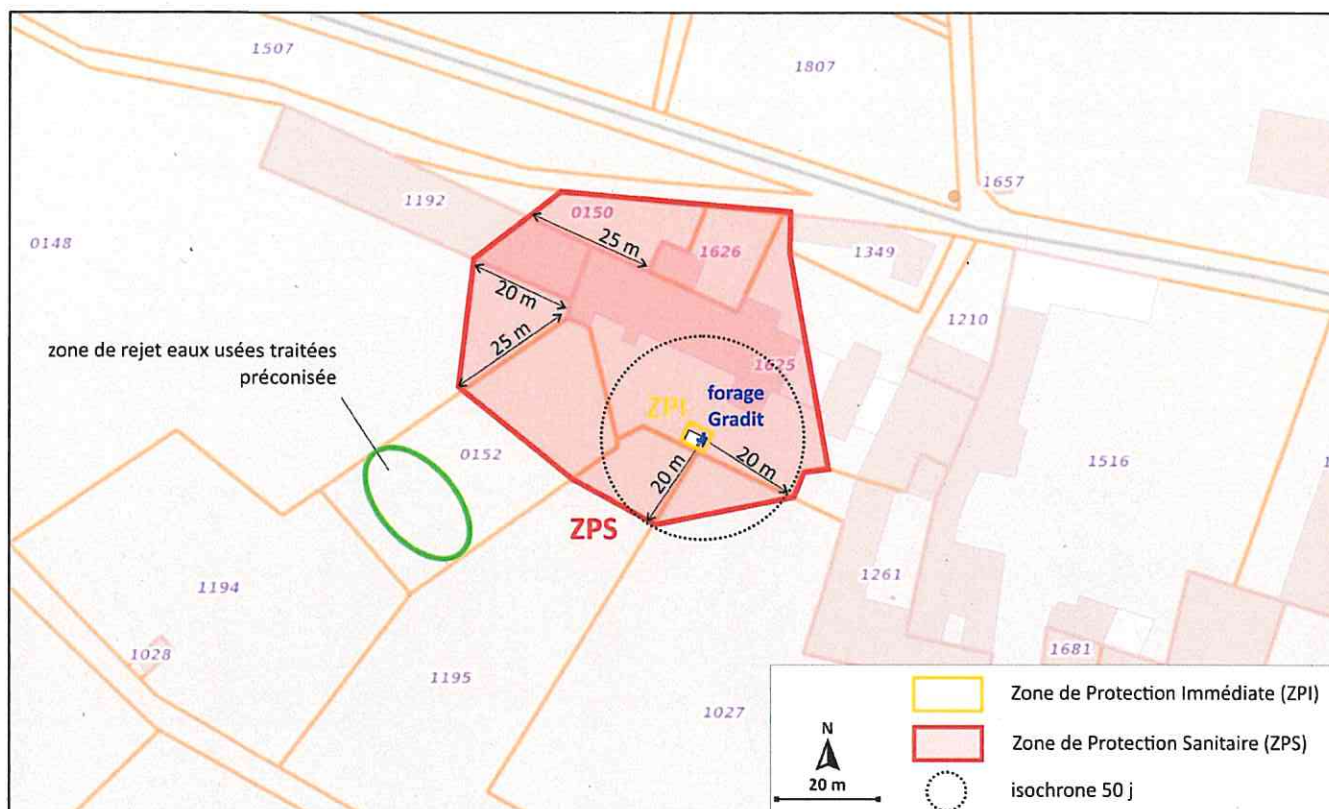 1507
1807
1657
1192
0150
0148
25 m
1626
1349
20 m
1210
zone de rejet eaux usées traitées
préconisée
25 m
1625
ZPI
forage
Gradit
0152
20 m
20 m
1516
ZPS
1194
1261
1028
1195
1681
1027
N
20 m
Zone de Protection Immédiate (ZPI)
Zone de Protection Sanitaire (ZPS)
isochrone 50 j